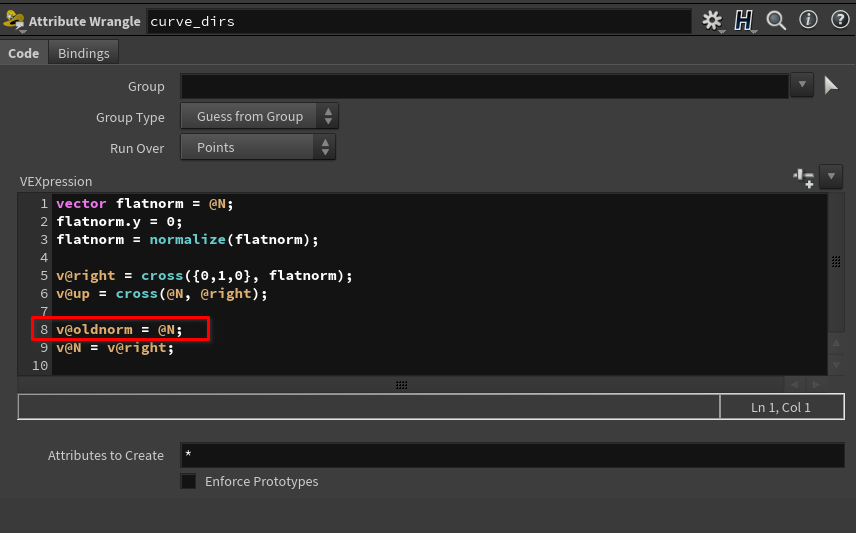 Attribute Wrangle curve_dirs
Code Bindings
Group
Group Type Guess from Group
Run Over Points
VEXpression
1 vector flatnorm = @N;
2 flatnorm.y = 0;
3 flatnorm = normalize(flatnorm);
4
5 v@right = cross({0,1,0}, flatnorm);
6 v@up = cross(@N, @right);
7
8 v@oldnorm = @N;
9 v@N = v@right;
10
Ln 1, Col 1
Attributes to Create *
Enforce Prototypes